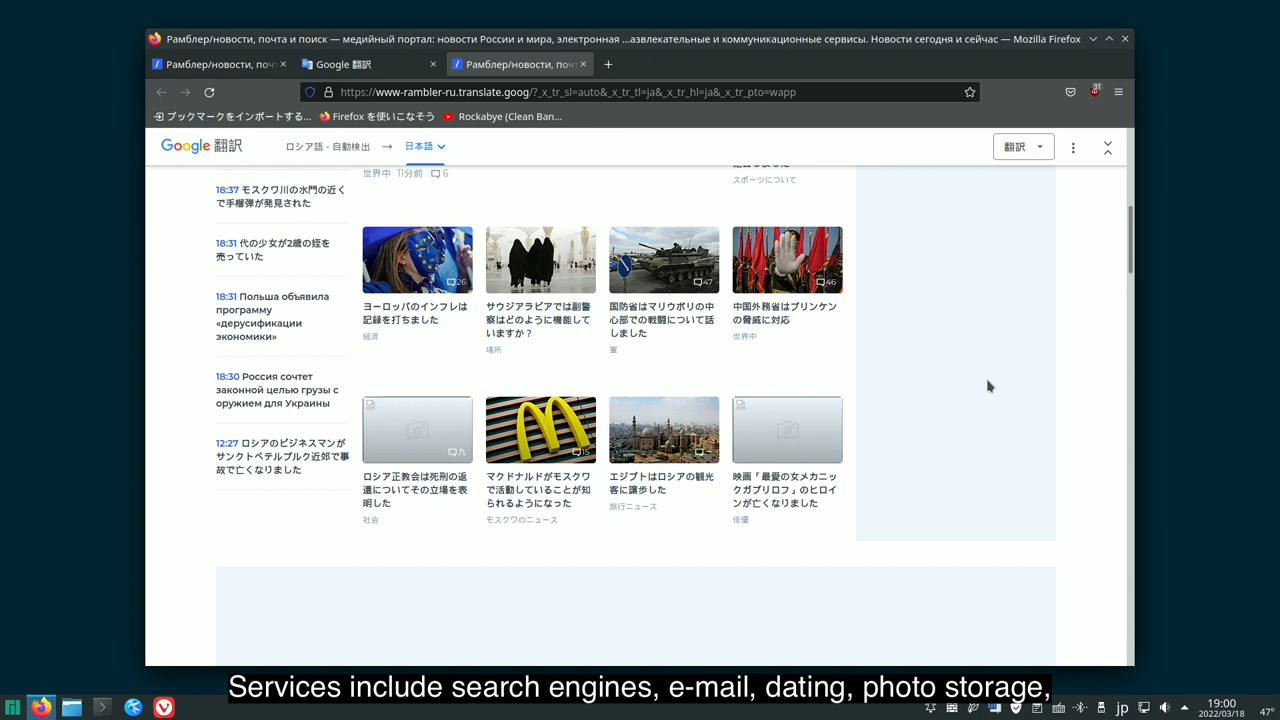 Рамблер/новости, почта и поиск — медийный портал: новости России и мира, электронная ...азвлекательные и коммуникационные сервисы. Новости сегодня и сейчас — Mozilla Firefox
Рамблер/новости, почт
Google 翻訳
Рамблер/новости, почт
https://www-rambler-ru.translate.goog/?_x_tr_sl=auto&_x_tr_tl=ja&_x_tr_hl=ja&_x_tr_pto=wapp
31
ブックマークをインポートする...
Firefox を使いこなそう
Rockabye (Clean Ban...
Google 翻訳
ロシア語 - 自動検出
→
日本語
翻訳
世界中 11分前 6
スポーツについて
18:37 モスクワ川の水門の近く
で手榴弾が発見された
18:31 代の少女が2歳の姪を
売っていた
18:31 Польша объявила
программу
«дерусификации
экономики»
18:30 Россия сочтет
законной целью грузы с
оружием для Украины
12:27 ロシアのビジネスマンが
サンクトペテルブルク近郊で事
故で亡くなりました
26
ヨーロッパのインフレは
記録を打ちました
経済
サウジアラビアでは副警
察はどのように機能して
いますか？
場所
47
国防省はマリウポリの中
心部での戦闘について話
しました
軍
46
中国外務省はブリンケン
の脅威に対応
世界中
九
ロシア正教会は死刑の返
還についてその立場を表
明した
社会
15
マクドナルドがモスクワ
で活動していることが知
られるようになった
モスクワのニュース
エジプトはロシアの観光
客に譲歩した
旅行ニュース
映画「最愛の女メカニッ
クガブリロフ」のヒロイ
ンが亡くなりました
俳優
Services include search engines, e-mail, dating, photo storage,
jp
19:00
2022/03/18
47°